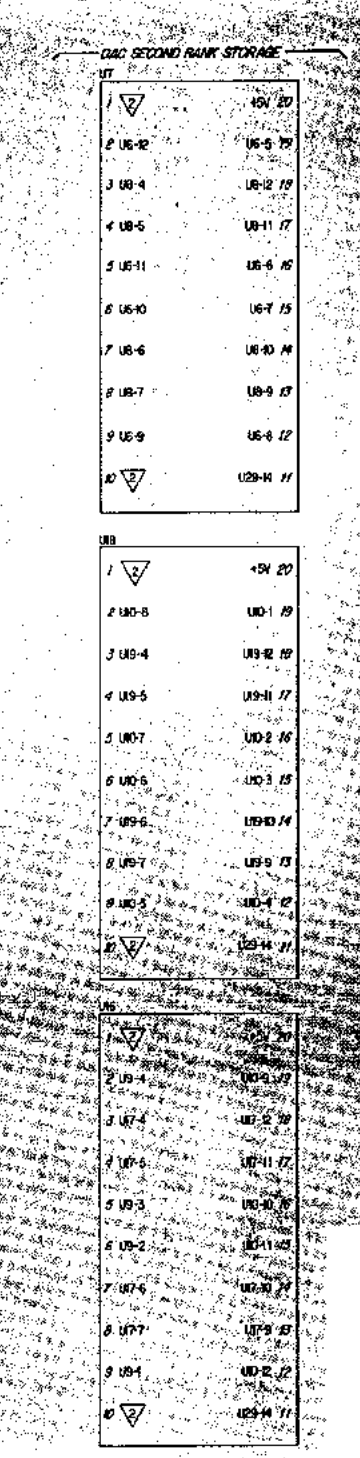 DAC SECOND RANK STORAGE
U7
1 2 +5V 20
2 U6-12 U6-5 19
3 U8-4 U8-12 18
4 U8-5 U8-11 17
5 U6-11 U6-6 16
6 U6-10 U6-7 15
7 U8-6 U8-10 14
8 U8-7 U8-9 13
9 U6-9 U6-8 12
10 2 U29-14 11
U18
1 2 +5V 20
2 U10-8 U10-1 19
3 U19-4 U19-12 18
4 U19-5 U19-11 17
5 U10-7 U10-2 16
6 U10-6 U10-3 15
7 U19-6 U19-10 14
8 U19-7 U19-9 13
9 U10-5 U10-4 12
10 2 U29-14 11
U16
1 2 20
2 U9-4 U10-9 19
3 U17-4 U17-12 18
4 U17-5 U17-11 17
5 U9-3 U10-10 16
6 U9-2 U10-11 15
7 U17-6 U17-10 14
8 U17-7 U17-9 13
9 U9-1 U10-12 12
10 2 U29-14 11